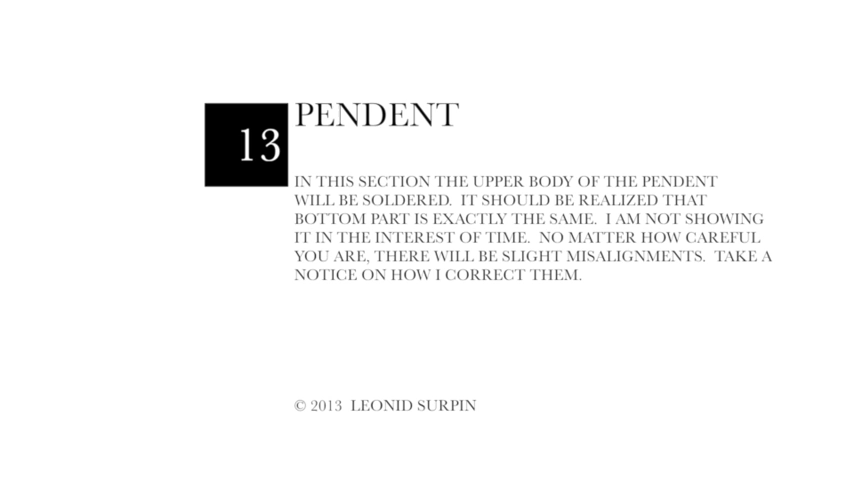 PENDENT
13
IN THIS SECTION THE UPPER BODY OF THE PENDENT
WILL BE SOLDERED.  IT SHOULD BE REALIZED THAT
BOTTOM PART IS EXACTLY THE SAME.  I AM NOT SHOWING
IT IN THE INTEREST OF TIME.  NO MATTER HOW CAREFUL
YOU ARE, THERE WILL BE SLIGHT MISALIGNMENTS.  TAKE A
NOTICE ON HOW I CORRECT THEM.
© 2013  LEONID SURPIN